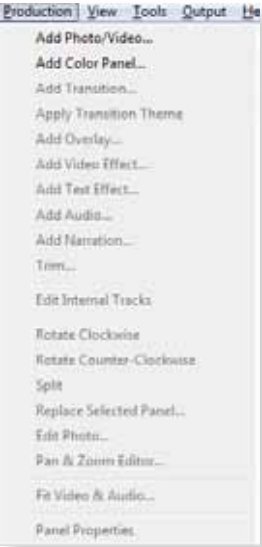 Production View Tools Output He
Add Photo/Video...
Add Color Panel...
Add Transition...
Apply Transition Theme
Add Overlay...
Add Video Effect...
Add Text Effect...
Add Audio...
Add Narration...
Trim...
Edit Internal Tracks
Rotate Clockwise
Rotate Counter-Clockwise
Split
Replace Selected Panel...
Edit Photo...
Pan & Zoom Editor...
Fit Video & Audio...
Panel Properties